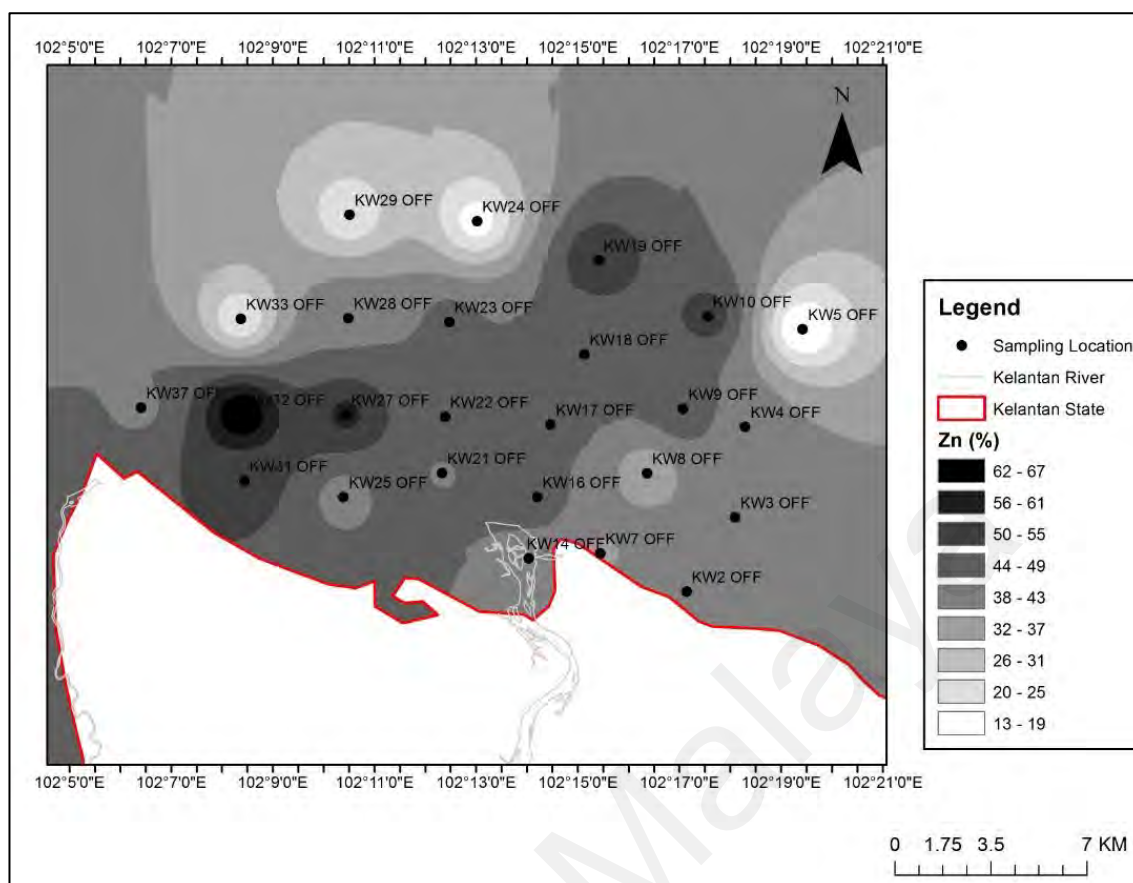 102°5'0"E 102°7'0"E 102°9'0"E 102°11'0"E 102°13'0"E 102°15'0"E 102°17'0"E 102°19'0"E 102°21'0"E
N
KW29 OFF
KW24 OFF
KW19 OFF
KW33 OFF
KW28 OFF
KW23 OFF
KW10 OFF
KW5 OFF
KW18 OFF
KW37 OFF
OFF
KW27 OFF
KW22 OFF
KW17 OFF
KW9 OFF
KW4 OFF
OFF
KW25 OFF
KW21 OFF
KW16 OFF
KW8 OFF
KW3 OFF
KW14 OFF
KW7 OFF
KW2 OFF
102°5'0"E 102°7'0"E 102°9'0"E 102°11'0"E 102°13'0"E 102°15'0"E 102°17'0"E 102°19'0"E 102°21'0"E
Legend
Sampling Location
Kelantan River
Kelantan State
Zn (%)
62 - 67
56 - 61
50 - 55
44 - 49
38 - 43
32 - 37
26 - 31
20 - 25
13 - 19
0 1.75 3.5 7 KM
Malaya